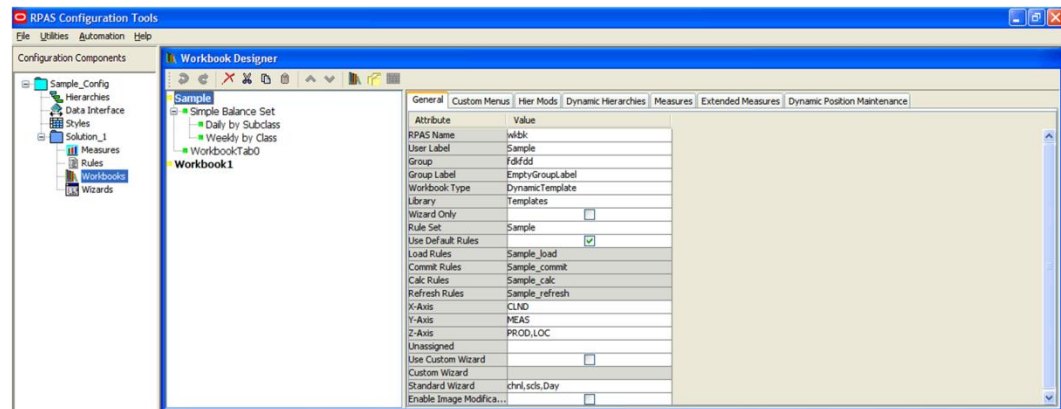 RPAS Configuration Tools
File Utilities Automation Help
Configuration Components
Sample_Config
Hierarchies
Data Interface
Styles
Solution_1
Measures
Rules
Workbooks
Wizards
Workbook Designer
Sample
Simple Balance Set
Daily by Subclass
Weekly by Class
WorkbookTab0
Workbook1
General Custom Menus Hier Mods Dynamic Hierarchies Measures Extended Measures Dynamic Position Maintenance
Attribute Value
RPAS Name wkbk
User Label Sample
Group fdkfdd
Group Label EmptyGroupLabel
Workbook Type DynamicTemplate
Library Templates
Wizard Only
Rule Set Sample
Use Default Rules
Load Rules Sample_load
Commit Rules Sample_commit
Calc Rules Sample_calc
Refresh Rules Sample_refresh
X-Axis CLND
Y-Axis MEAS
Z-Axis PROD,LOC
Unassigned
Use Custom Wizard
Custom Wizard
Standard Wizard chnl,scls,Day
Enable Image Modifica...